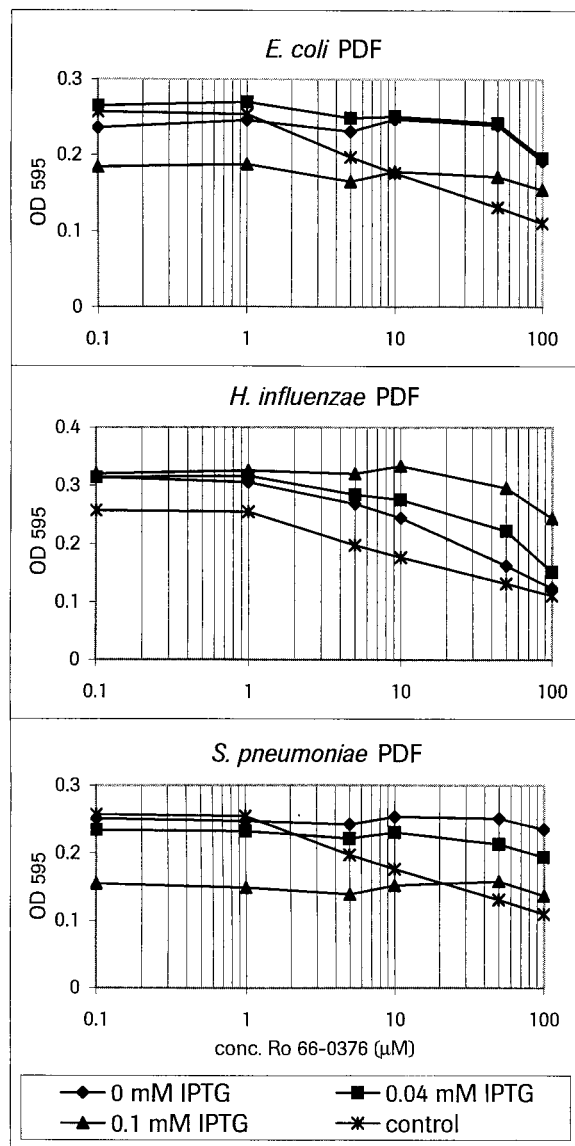 E. coli PDF
0.3
0.2
0.1
0
OD 595
0.1 1 10 100
H. influenzae PDF
0.4
0.3
0.2
0.1
0
OD 595
0.1 1 10 100
S. pneumoniae PDF
0.3
0.2
0.1
0
OD 595
0.1 1 10 100
conc. Ro 66-0376 (µM)
0 mM IPTG 0.04 mM IPTG
0.1 mM IPTG control